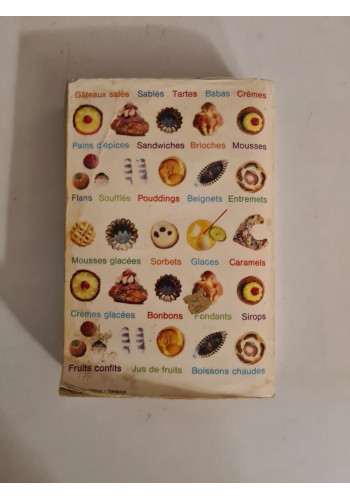 Gâteaux salés Sablés Tartes Babas Crèmes
Pains d'épices Sandwiches Brioches Mousses
Flans Soufflés Pouddings Beignets Entremets
Mousses glacées Sorbets Glaces Caramels
Crèmes glacées Bonbons Fondants Sirops
Fruits confits Jus de fruits Boissons chaudes